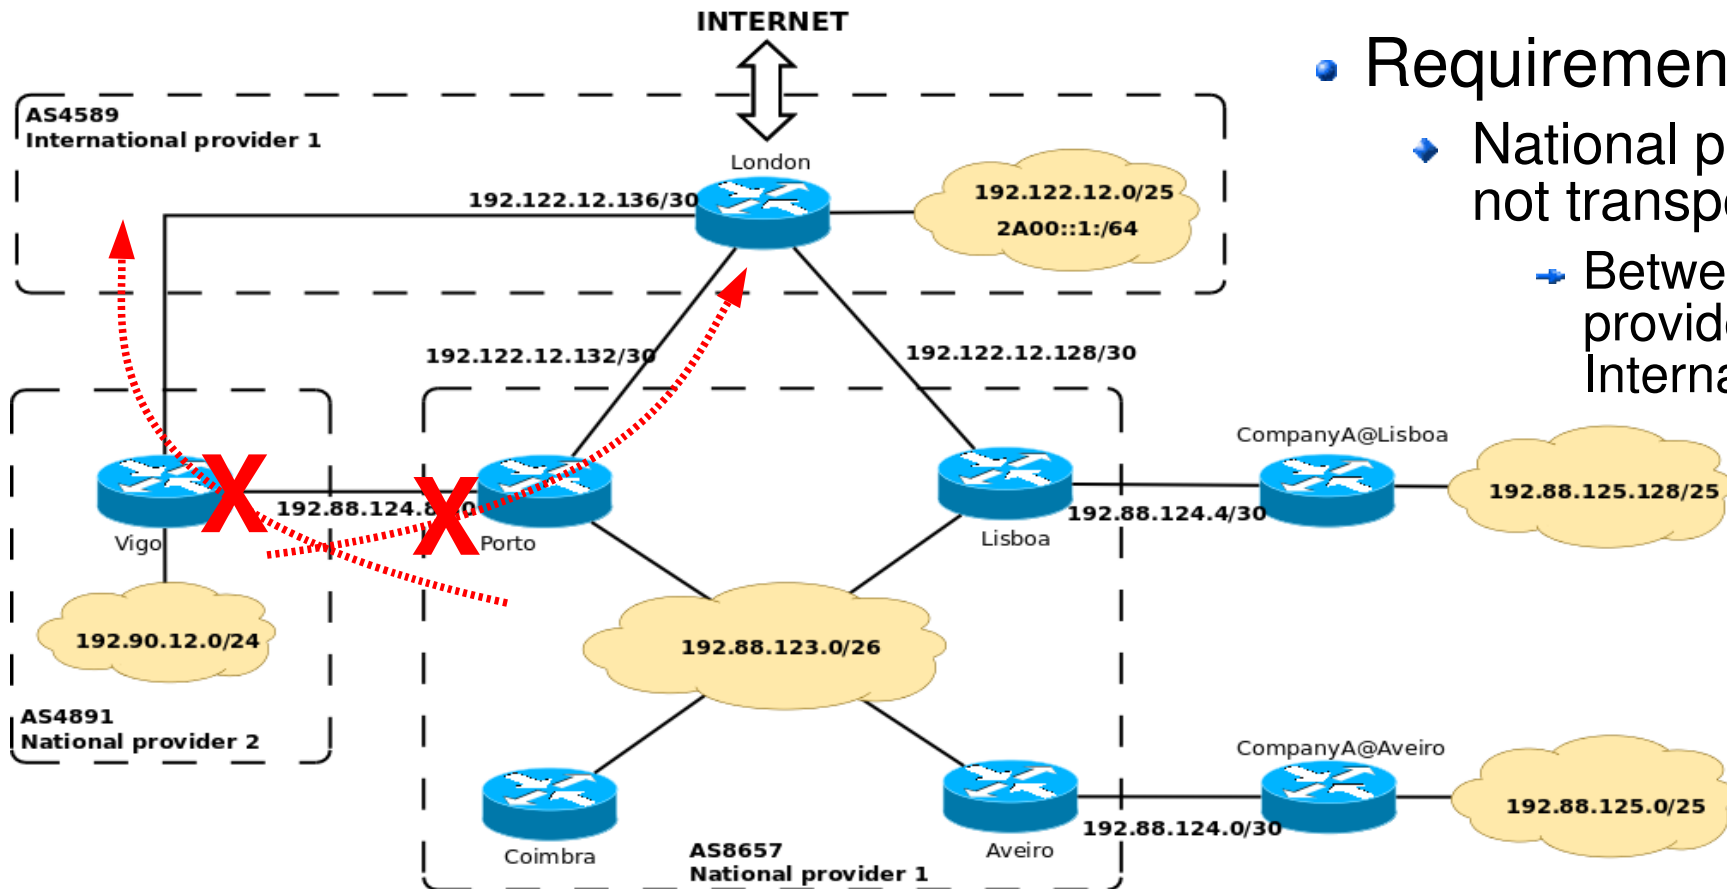 INTERNET
AS4589
International provider 1
London
192.122.12.136/30
192.122.12.0/25
2A00::1:/64
192.122.12.132/30
192.122.12.128/30
Requiremen
National p
not transp
Betwe
provid
Interna
CompanyA@Lisboa
192.88.125.128/25
192.88.124.4/30
X
X
Vigo
Porto
Lisboa
192.90.12.0/24
192.88.123.0/26
AS4891
National provider 2
CompanyA@Aveiro
192.88.125.0/25
192.88.124.0/30
Coimbra
Aveiro
AS8657
National provider 1